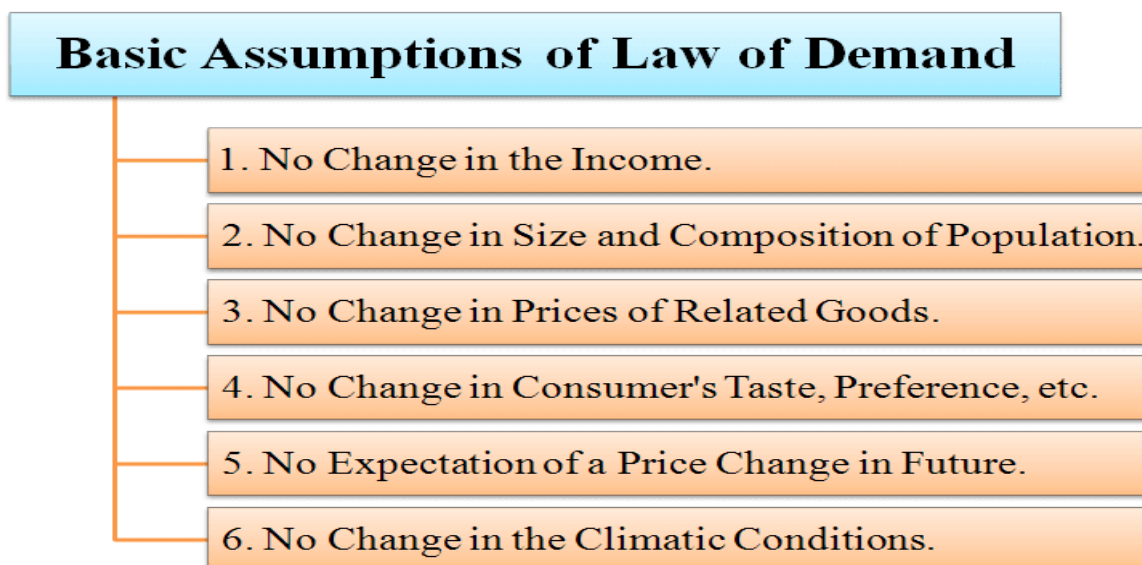 Basic Assumptions of Law of Demand
1. No Change in the Income.
2. No Change in Size and Composition of Population.
3. No Change in Prices of Related Goods.
4. No Change in Consumer's Taste, Preference, etc.
5. No Expectation of a Price Change in Future.
6. No Change in the Climatic Conditions.